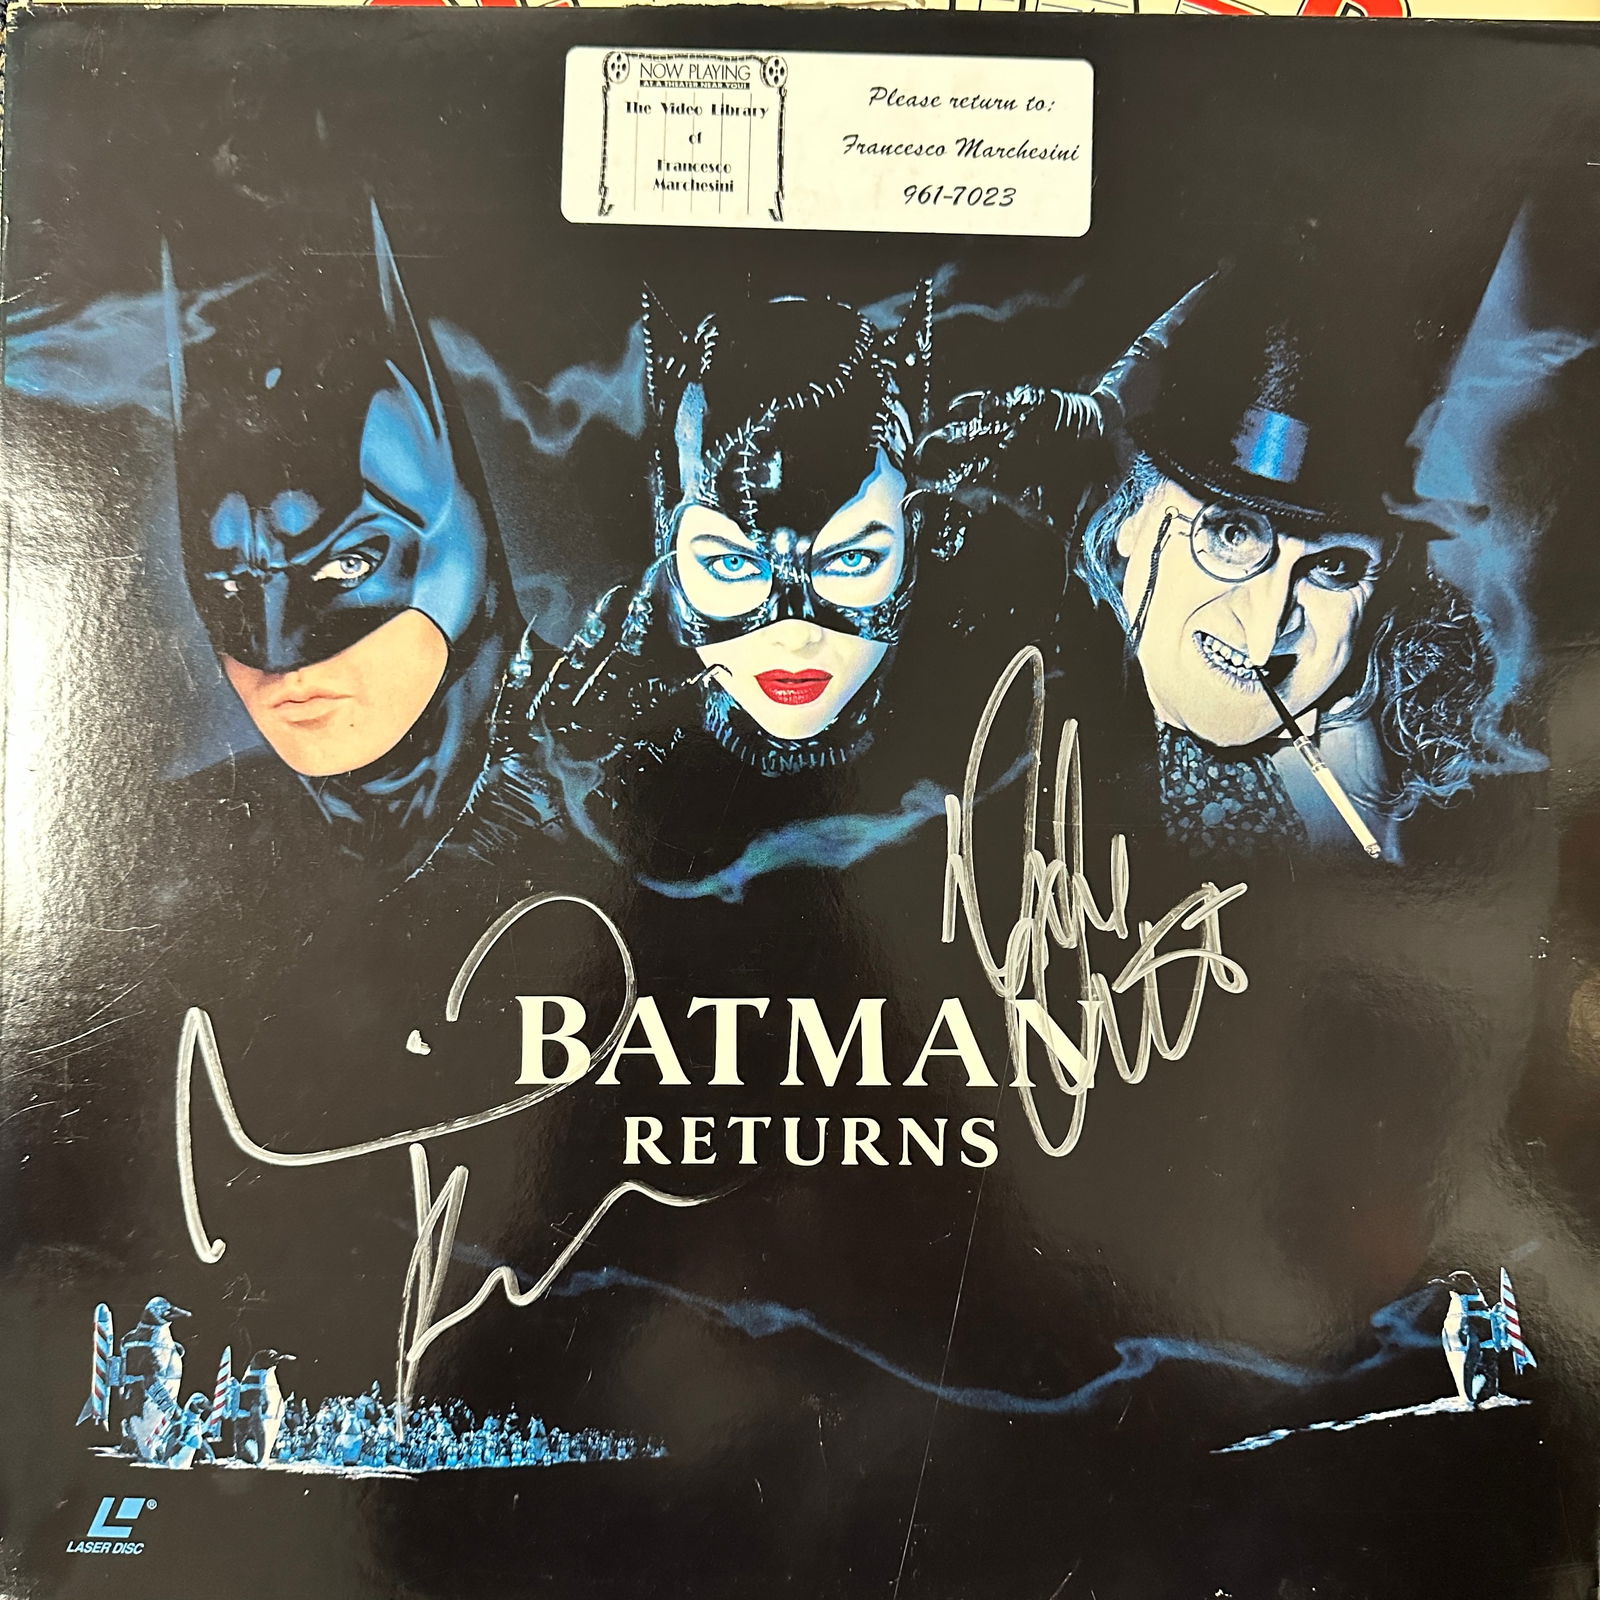 NOW PLAYING
AT A THEATER NEAR YOU!
The Video Library
of
Francesco
Marchesini
Please return to:
Francesco Marchesini
961-7023
BATMAN
RETURNS
®
LASER DISC